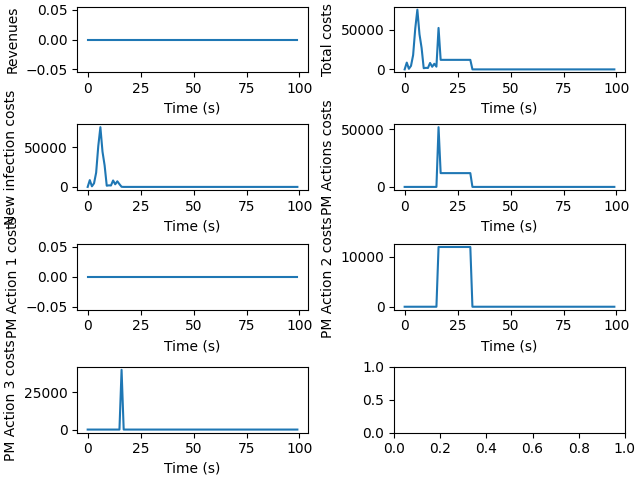 Revenues
0.05
0.00
−0.05
0 25 50 75 100
Time (s)
Total costs
50000
0
0 25 50 75 100
Time (s)
New infection costs
50000
0
0 25 50 75 100
Time (s)
PM Actions costs
50000
0
0 25 50 75 100
Time (s)
PM Action 1 costs
0.05
0.00
−0.05
0 25 50 75 100
Time (s)
PM Action 2 costs
10000
0
0 25 50 75 100
Time (s)
PM Action 3 costs
25000
0
0 25 50 75 100
Time (s)
1.0
0.5
0.0
0.0 0.2 0.4 0.6 0.8 1.0